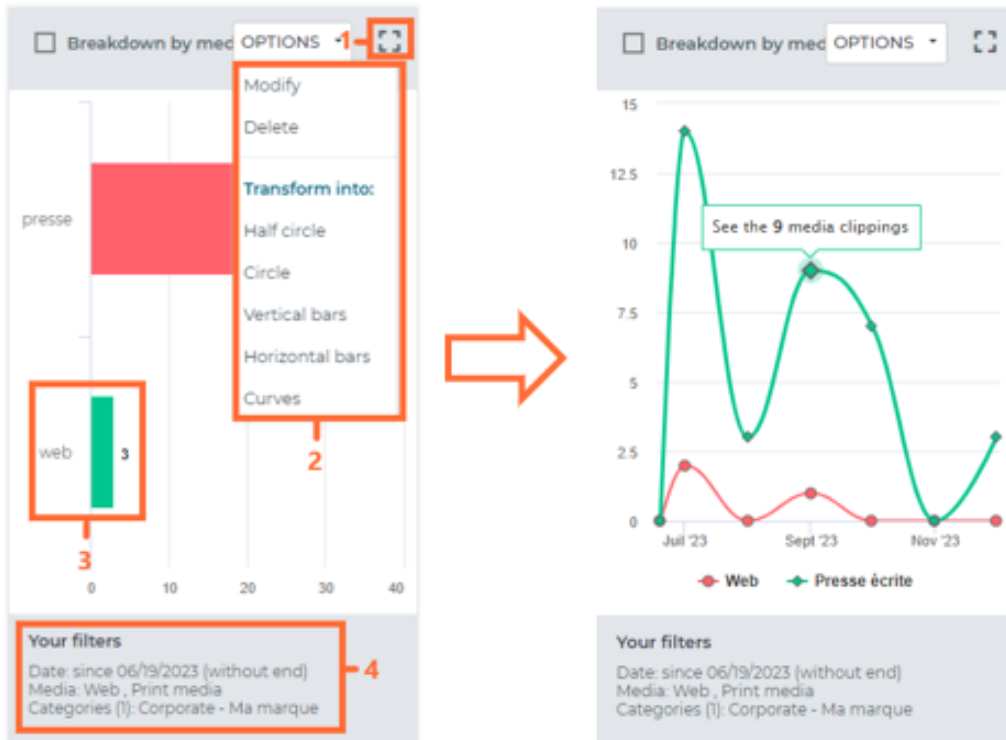 Breakdown by med
OPTIONS
1
Modify
Delete
Transform into:
Half circle
Circle
Vertical bars
Horizontal bars
Curves
2
presse
web
3
3
0
10
20
30
40
Your filters
Date: since 06/19/2023 (without end)
Media: Web , Print media
Categories (1): Corporate - Ma marque
4
Breakdown by med
OPTIONS
15
12.5
10
7.5
5
2.5
0
See the 9 media clippings
Juil '23
Sept '23
Nov '23
Web
Presse écrite
Your filters
Date: since 06/19/2023 (without end)
Media: Web , Print media
Categories (1): Corporate - Ma marque